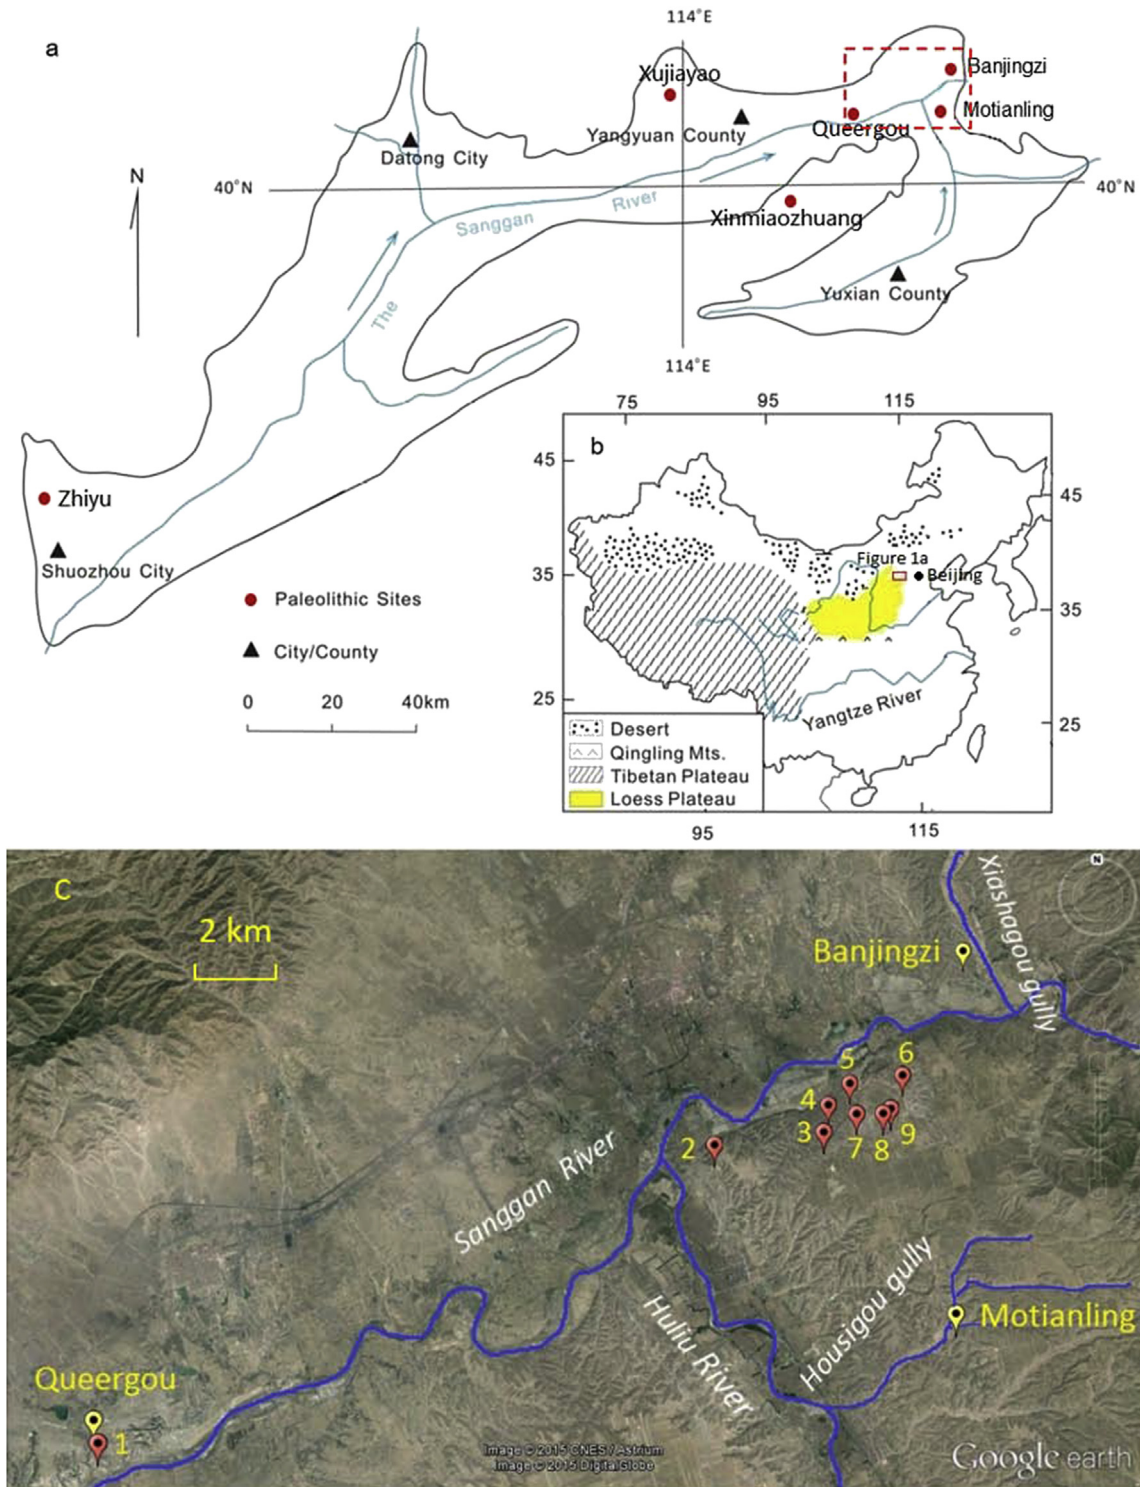 a
114°E
Xujiayao
Banjingzi
Yangyuan County
Queergou
Motianling
Datong City
N
40°N
40°N
The Sanggan River
Xinmiaozhuang
Yuxian County
114°E
Zhiyu
Shuozhou City
Paleolithic Sites
City/County
0 20 40km
75 95 115
b
45
45
Figure 1a
35
Beijing
35
25
Yangtze River
25
Desert
Qingling Mts.
Tibetan Plateau
Loess Plateau
95 115
C
N
2 km
Xiashagou gully
Banjingzi
5
6
4
3
7
8
9
2
Sanggan River
Huliu River
Housigou gully
Motianling
Queergou
1
Image © 2015 CNES / Astrium
Image © 2015 DigitalGlobe
Google earth